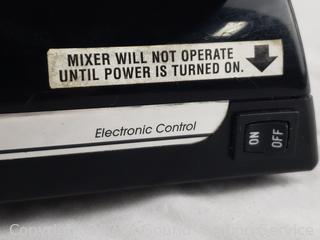 MIXER WILL NOT OPERATE
UNTIL POWER IS TURNED ON.
Electronic Control
ON
OFF